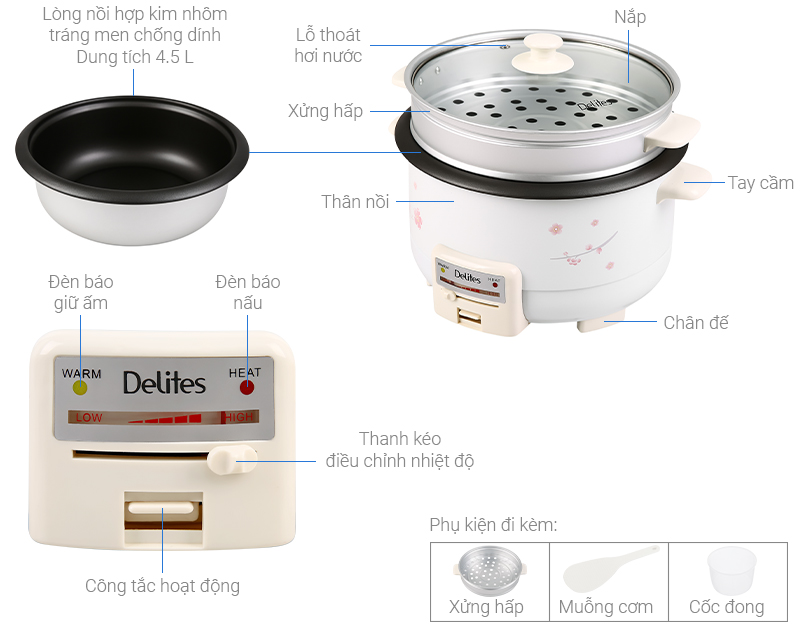 Lòng nồi hợp kim nhôm
tráng men chống dính
Dung tích 4.5 L
Lỗ thoát
hơi nước
Nắp
Xửng hấp
Delites
Thân nồi
Tay cầm
WARM
Delites
HEAT
Chân đế
Đèn báo
giữ ấm
Đèn báo
nấu
WARM
Delites
HEAT
LOW
HIGH
Thanh kéo
điều chỉnh nhiệt độ
Công tắc hoạt động
Phụ kiện đi kèm:
Xửng hấp
Muỗng cơm
Cốc đong